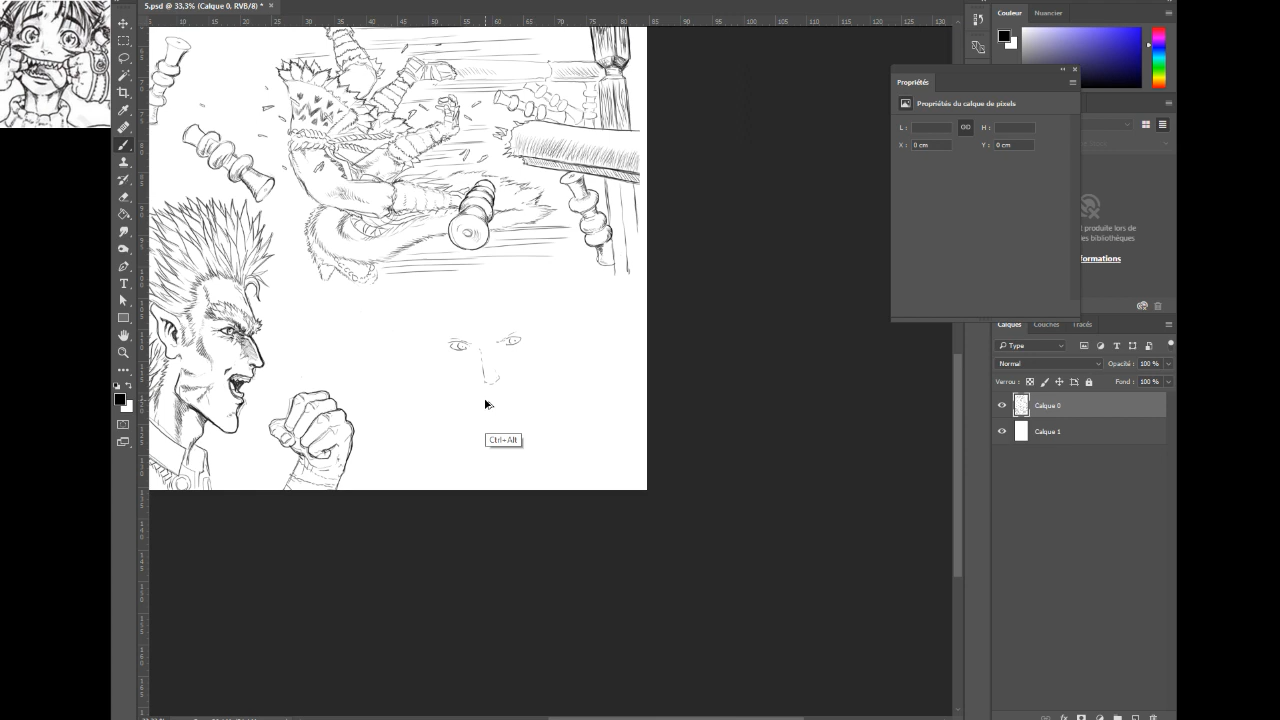 5.psd @ 33,3% (Calque 0, RVB/8) *
Couleur
Nuancier
Propriétés
Propriétés du calque de pixels
L :
H :
X : 0 cm
Y : 0 cm
l produite lors de
les bibliothèques
formations
Calques
Couches
Tracés
Type
Normal
Opacité : 100 %
Verrou :
Fond : 100 %
Calque 0
Calque 1
Ctrl+Alt